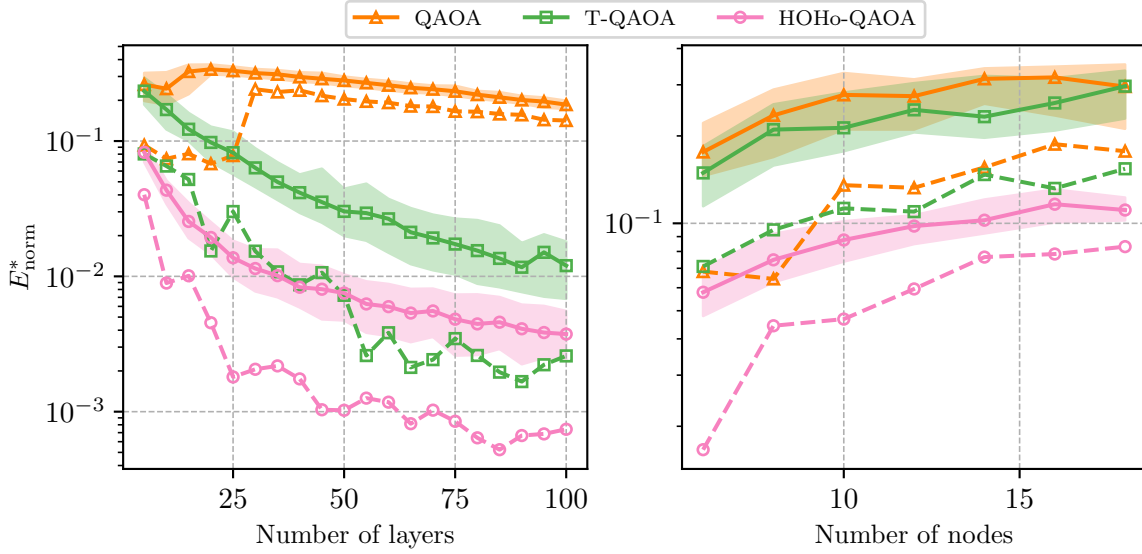 QAOA T-QAOA HOHo-QAOA
E*norm
10⁻¹
10⁻²
10⁻³
25 50 75 100
Number of layers
10⁻¹
10 15
Number of nodes